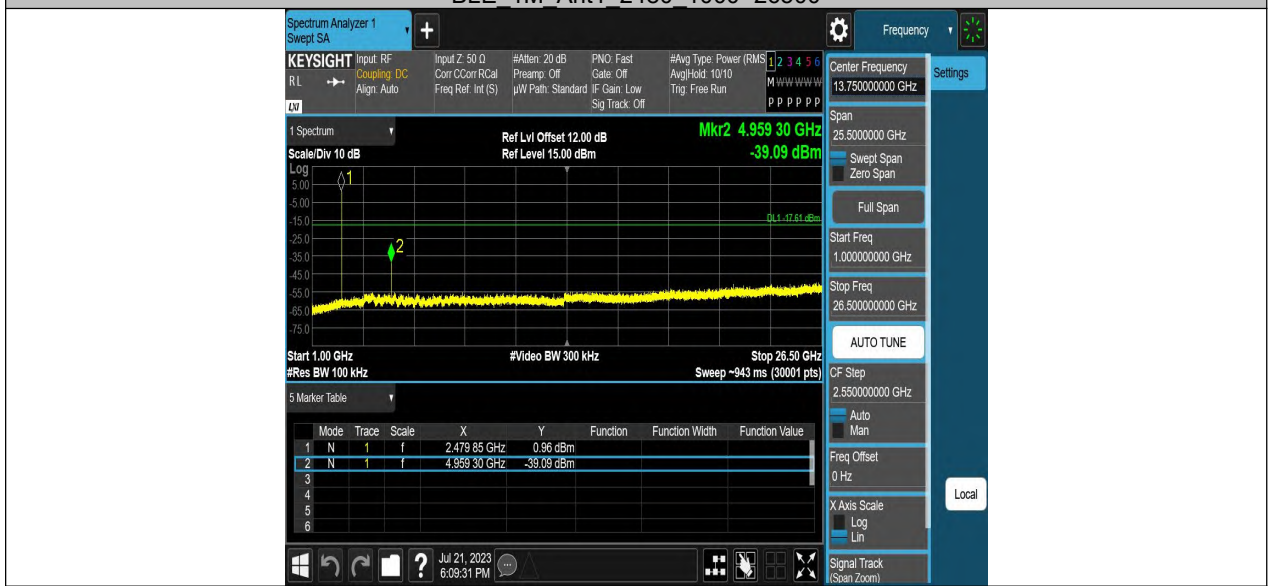 BLE_1M_Ant1_2480_1000~26500
Spectrum Analyzer 1
Swept SA
+
Frequency
KEYSIGHT
RL
LXI
Input: RF
Coupling: DC
Align: Auto
Input Z: 50 Ω
Corr CCorr RCal
Freq Ref: Int (S)
#Atten: 20 dB
Preamp: Off
µW Path: Standard
PNO: Fast
Gate: Off
IF Gain: Low
Sig Track: Off
#Avg Type: Power (RMS
Avg|Hold: 10/10
Trig: Free Run
1 2 3 4 5 6
M W W W W W
P P P P P P
1 Spectrum
Scale/Div 10 dB
Ref Lvl Offset 12.00 dB
Ref Level 15.00 dBm
Mkr2 4.959 30 GHz
-39.09 dBm
Log
5.00
-5.00
-15.0
-25.0
-35.0
-45.0
-55.0
-65.0
-75.0
1
2
DL1 -17.61 dBm
Start 1.00 GHz
#Res BW 100 kHz
#Video BW 300 kHz
Stop 26.50 GHz
Sweep ~943 ms (30001 pts)
5 Marker Table
Mode Trace Scale X Y Function Function Width Function Value
1 N 1 f 2.479 85 GHz 0.96 dBm
2 N 1 f 4.959 30 GHz -39.09 dBm
3
4
5
6
?
Jul 21, 2023
6:09:31 PM
Center Frequency
13.750000000 GHz
Settings
Span
25.5000000 GHz
Swept Span
Zero Span
Full Span
Start Freq
1.000000000 GHz
Stop Freq
26.500000000 GHz
AUTO TUNE
CF Step
2.550000000 GHz
Auto
Man
Freq Offset
0 Hz
X Axis Scale
Log
Lin
Local
Signal Track
(Span Zoom)